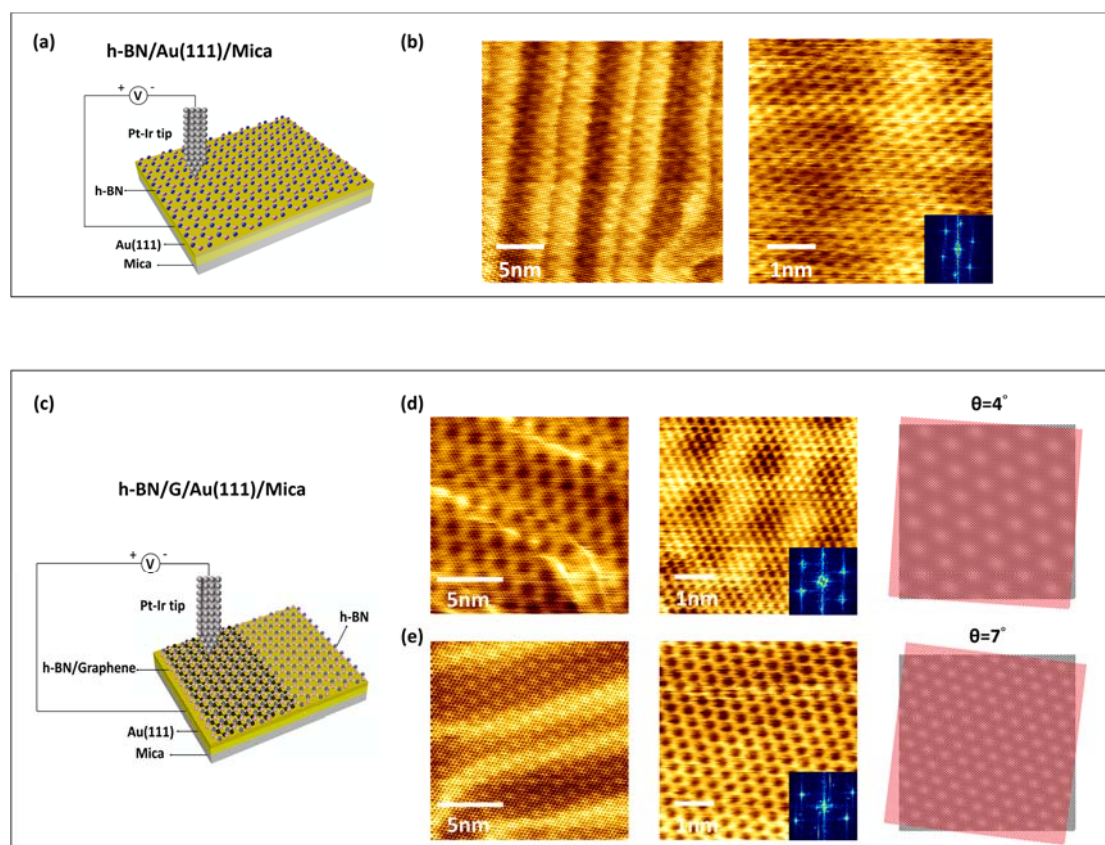 (a)
h-BN/Au(111)/Mica
+ V -
Pt-Ir tip
h-BN
Au(111)
Mica
(b)
5nm
1nm
(c)
h-BN/G/Au(111)/Mica
+ V -
Pt-Ir tip
h-BN
h-BN/Graphene
Au(111)
Mica
(d)
5nm
1nm
θ=4°
(e)
5nm
1nm
θ=7°